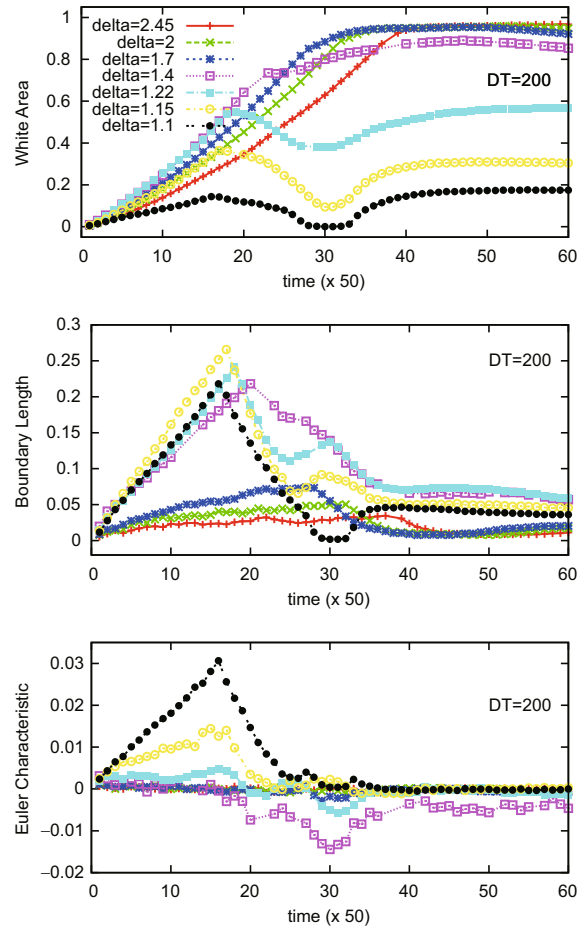 1
0.8
0.6
0.4
0.2
0
White Area
delta=2.45
delta=2
delta=1.7
delta=1.4
delta=1.22
delta=1.15
delta=1.1
DT=200
0 10 20 30 40 50 60
time (x 50)
0.3
0.25
0.2
0.15
0.1
0.05
0
Boundary Length
DT=200
0 10 20 30 40 50 60
time (x 50)
0.03
0.02
0.01
0
−0.01
−0.02
Euler Characteristic
DT=200
0 10 20 30 40 50 60
time (x 50)